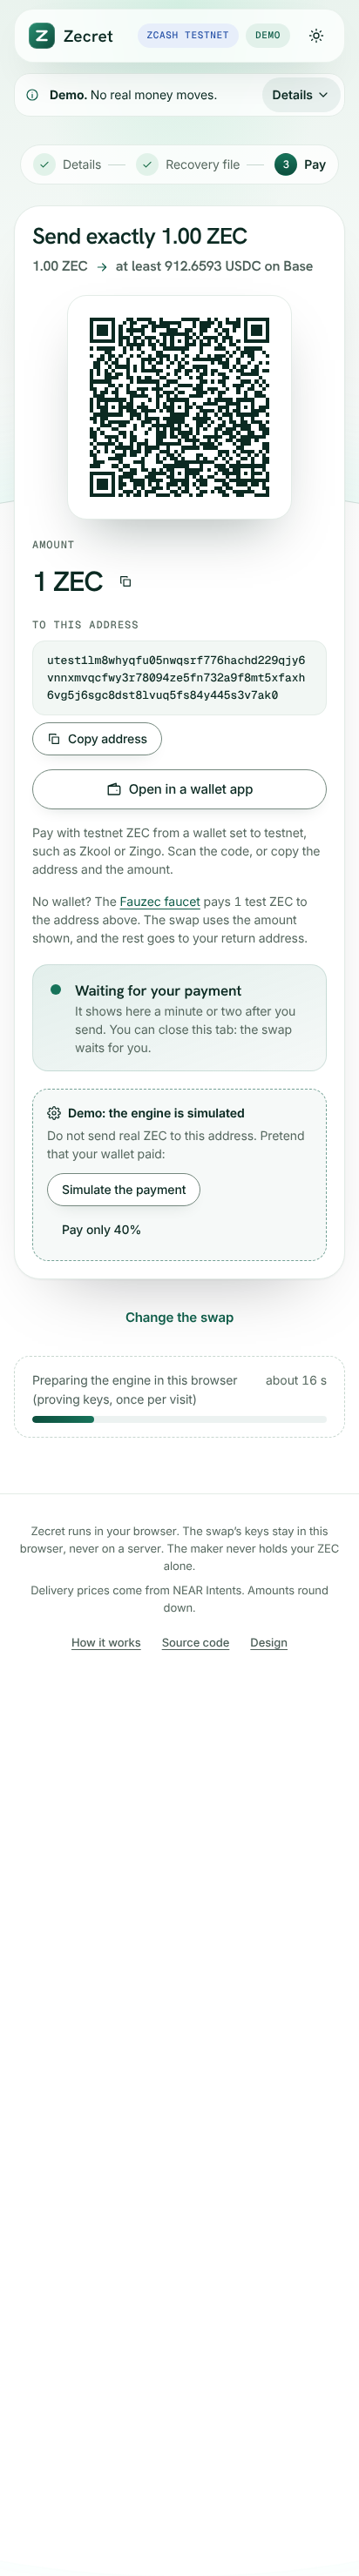 Zecret
ZCASH TESTNET
DEMO
Demo. No real money moves.
Details
Details
Recovery file
3
Pay
Send exactly 1.00 ZEC
1.00 ZEC → at least 912.6593 USDC on Base
AMOUNT
1 ZEC
TO THIS ADDRESS
utest1lm8whyqfu05nwqsrf776hachd229qjy6
vnnxmvqcfwy3r78094ze5fn732a9f8mt5xfaxh
6vg5j6sgc8dst8lvuq5fs84y445s3v7ak0
Copy address
Open in a wallet app
Pay with testnet ZEC from a wallet set to testnet,
such as Zkool or Zingo. Scan the code, or copy the
address and the amount.
No wallet? The Fauzec faucet pays 1 test ZEC to
the address above. The swap uses the amount
shown, and the rest goes to your return address.
Waiting for your payment
It shows here a minute or two after you
send. You can close this tab: the swap
waits for you.
Demo: the engine is simulated
Do not send real ZEC to this address. Pretend
that your wallet paid:
Simulate the payment
Pay only 40%
Change the swap
Preparing the engine in this browser
(proving keys, once per visit)
about 16 s
Zecret runs in your browser. The swap’s keys stay in this
browser, never on a server. The maker never holds your ZEC
alone.
Delivery prices come from NEAR Intents. Amounts round
down.
How it works
Source code
Design